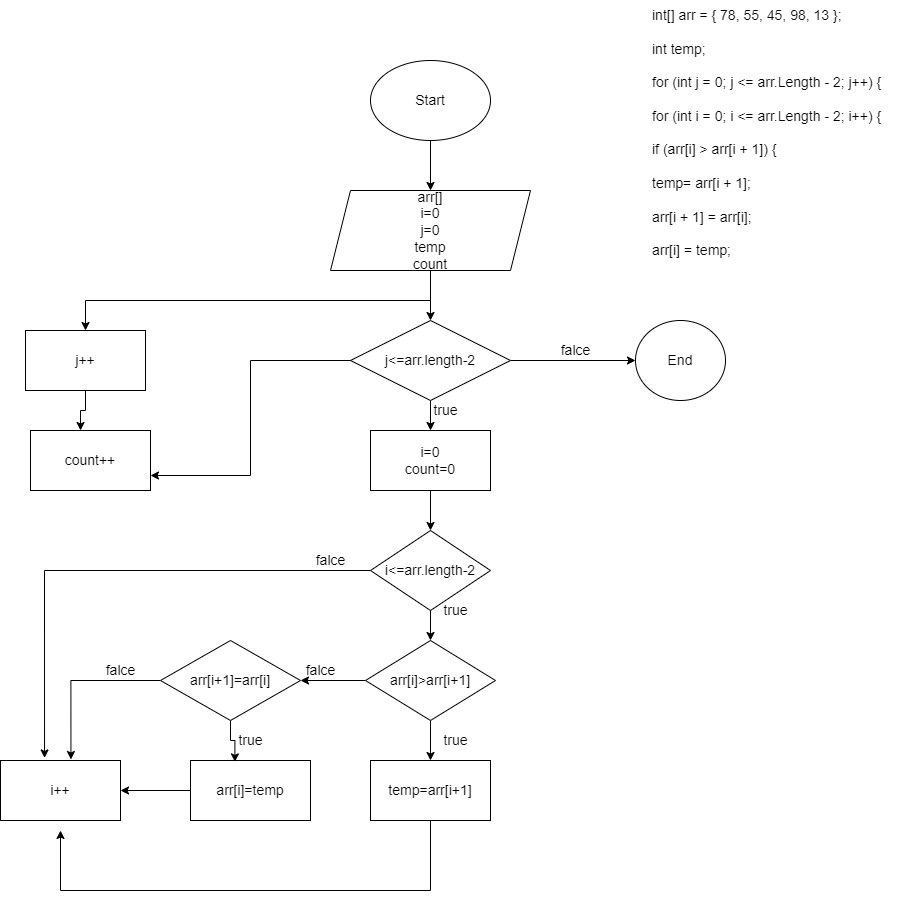 int[] arr = { 78, 55, 45, 98, 13 };
int temp;
for (int j = 0; j <= arr.Length - 2; j++) {
for (int i = 0; i <= arr.Length - 2; i++) {
if (arr[i] > arr[i + 1]) {
temp= arr[i + 1];
arr[i + 1] = arr[i];
arr[i] = temp;
Start
arr[]
i=0
j=0
temp
count
j++
j<=arr.length-2
falce
End
true
count++
i=0
count=0
falce
i<=arr.length-2
true
falce
arr[i+1]=arr[i]
falce
arr[i]>arr[i+1]
true
true
i++
arr[i]=temp
temp=arr[i+1]